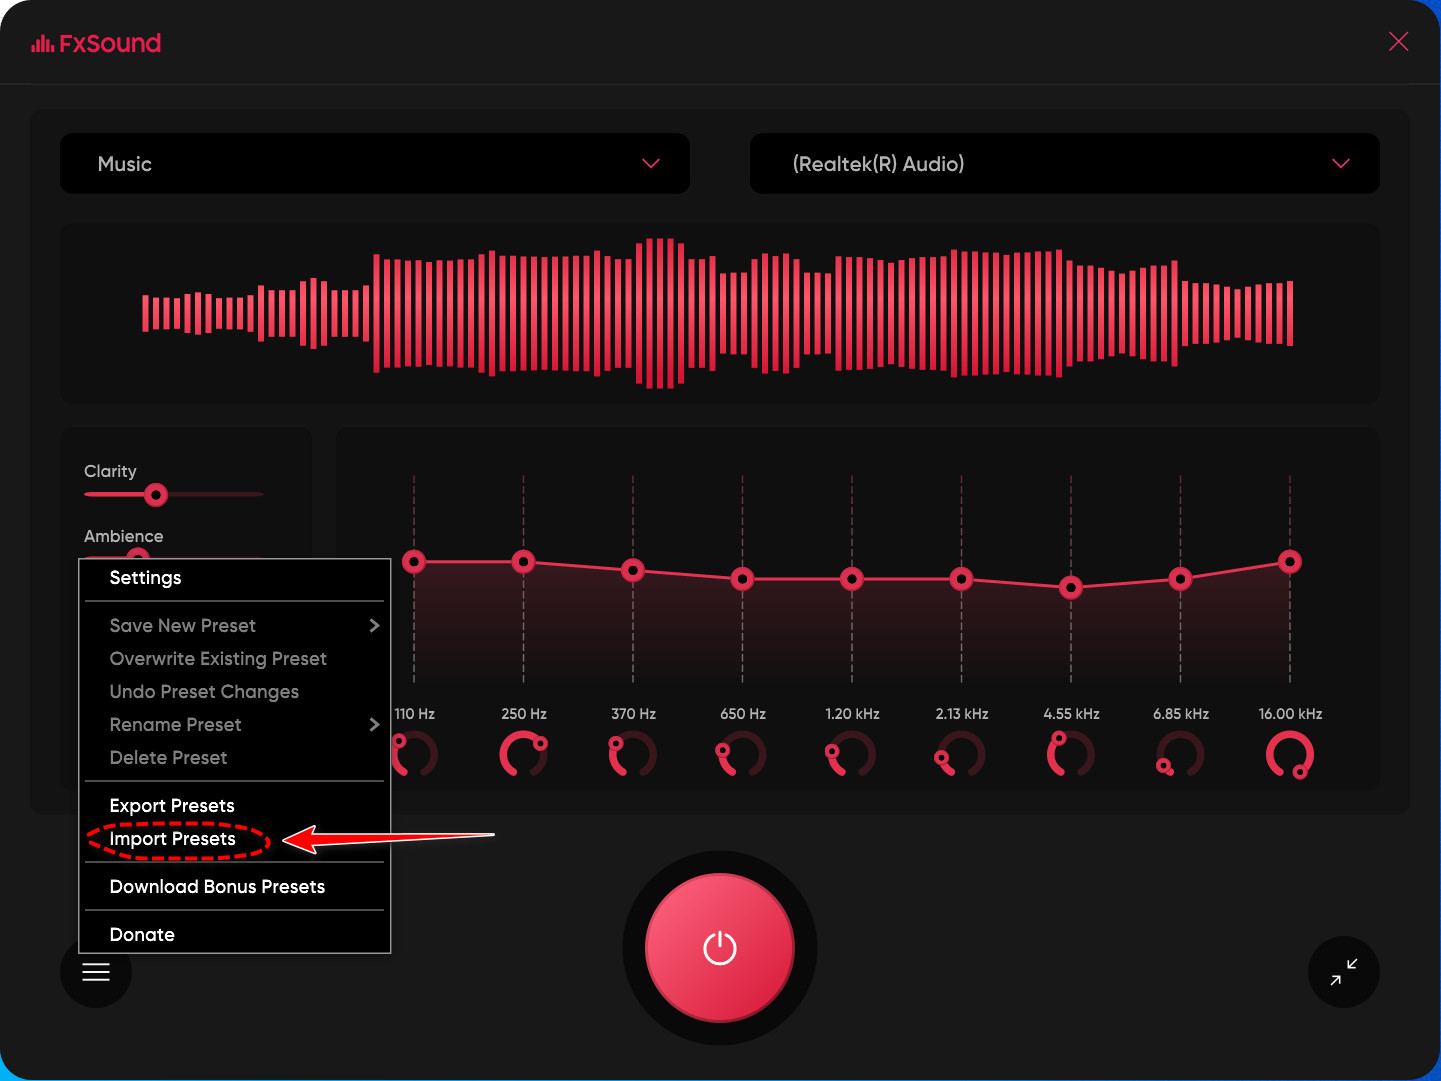 FxSound
Music
(Realtek(R) Audio)
Clarity
Ambience
Settings
Save New Preset
Overwrite Existing Preset
Undo Preset Changes
Rename Preset
Delete Preset
Export Presets
Import Presets
Download Bonus Presets
Donate
110 Hz 250 Hz 370 Hz 650 Hz 1.20 kHz 2.13 kHz 4.55 kHz 6.85 kHz 16.00 kHz